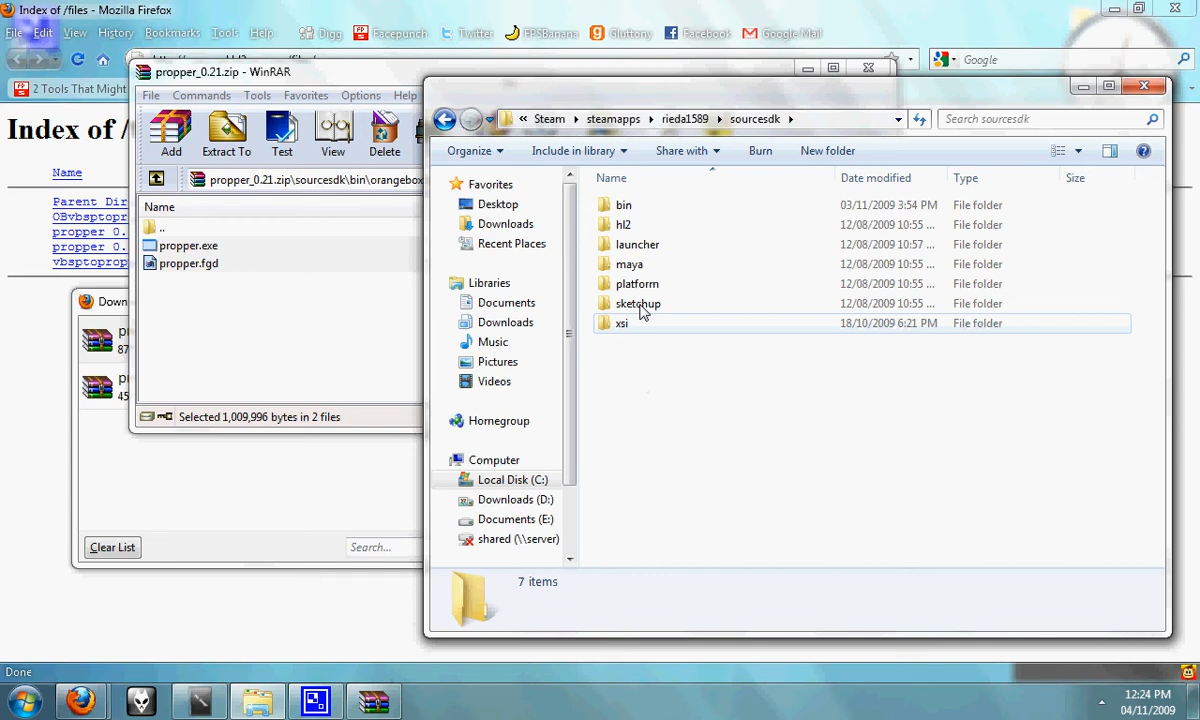 Index of /files - Mozilla Firefox
File Edit View History Bookmarks Tools Help
Digg Facepunch Twitter FPSBanana Gluttony Facebook Google Mail
Google
2 Tools That Might
Index of /
Name
Parent Dir
OBvbsptoprop
propper 0.
propper 0.
vbsptoprop
Down
pr
87
pr
45
Clear List
Search...
propper_0.21.zip - WinRAR
File Commands Tools Favorites Options Help
Add Extract To Test View Delete
propper_0.21.zip\sourcesdk\bin\orangebox
Name
..
propper.exe
propper.fgd
Selected 1,009,996 bytes in 2 files
« Steam steamapps rieda1589 sourcesdk
Search sourcesdk
Organize Include in library Share with Burn New folder
Favorites
Desktop
Downloads
Recent Places
Libraries
Documents
Downloads
Music
Pictures
Videos
Homegroup
Computer
Local Disk (C:)
Downloads (D:)
Documents (E:)
shared (\\server)
Name Date modified Type Size
bin 03/11/2009 3:54 PM File folder
hl2 12/08/2009 10:55 ... File folder
launcher 12/08/2009 10:57 ... File folder
maya 12/08/2009 10:55 ... File folder
platform 12/08/2009 10:55 ... File folder
sketchup 12/08/2009 10:55 ... File folder
xsi 18/10/2009 6:21 PM File folder
7 items
Done
12:24 PM
04/11/2009